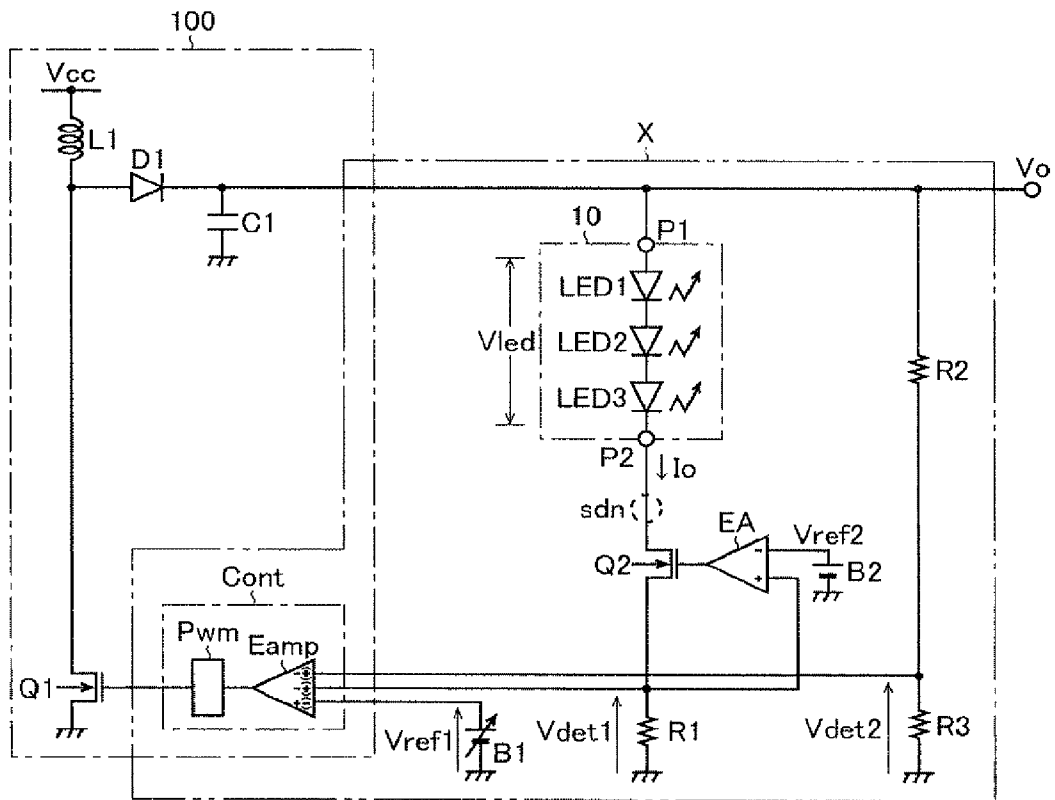 100
Vcc
L1
D1
C1
X
Vo
10
P1
LED1
LED2
LED3
Vled
R2
P2
Io
sdn
EA
Vref2
Q2
B2
Cont
Pwm
Eamp
Q1
Vref1
B1
Vdet1
R1
Vdet2
R3